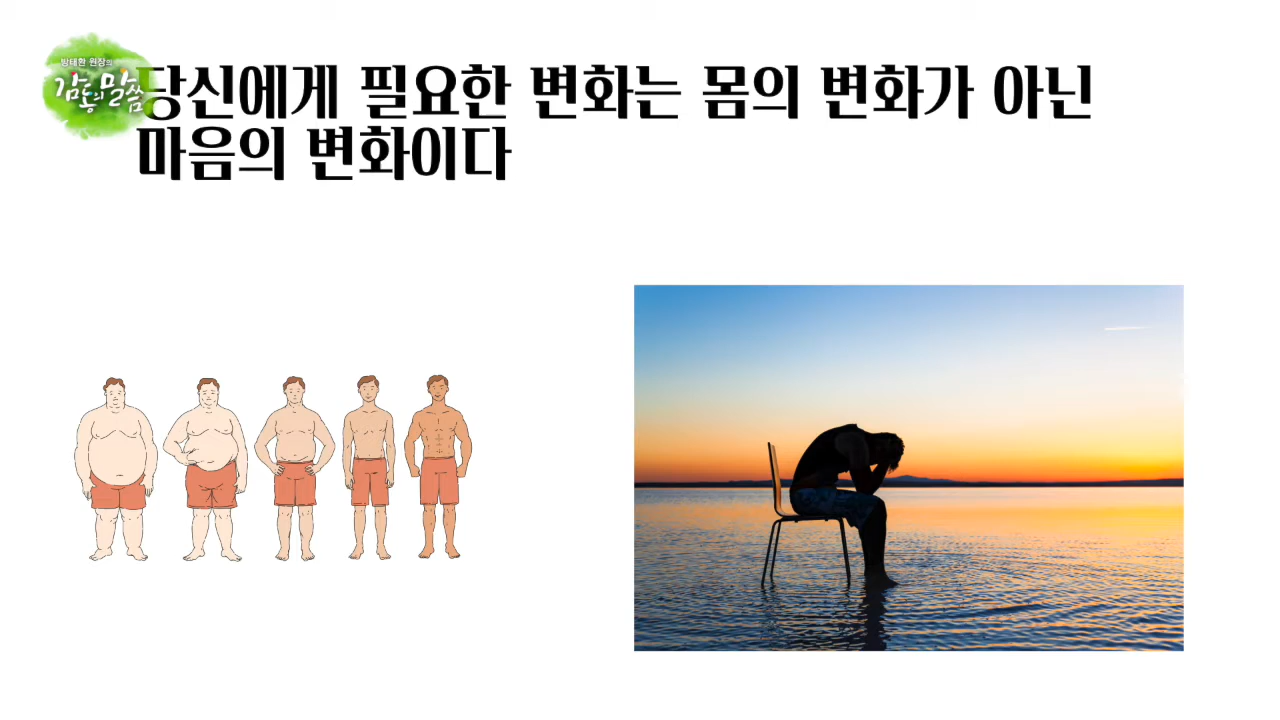 방태환 원장의
감동의 말씀
당신에게 필요한 변화는 몸의 변화가 아닌
마음의 변화이다